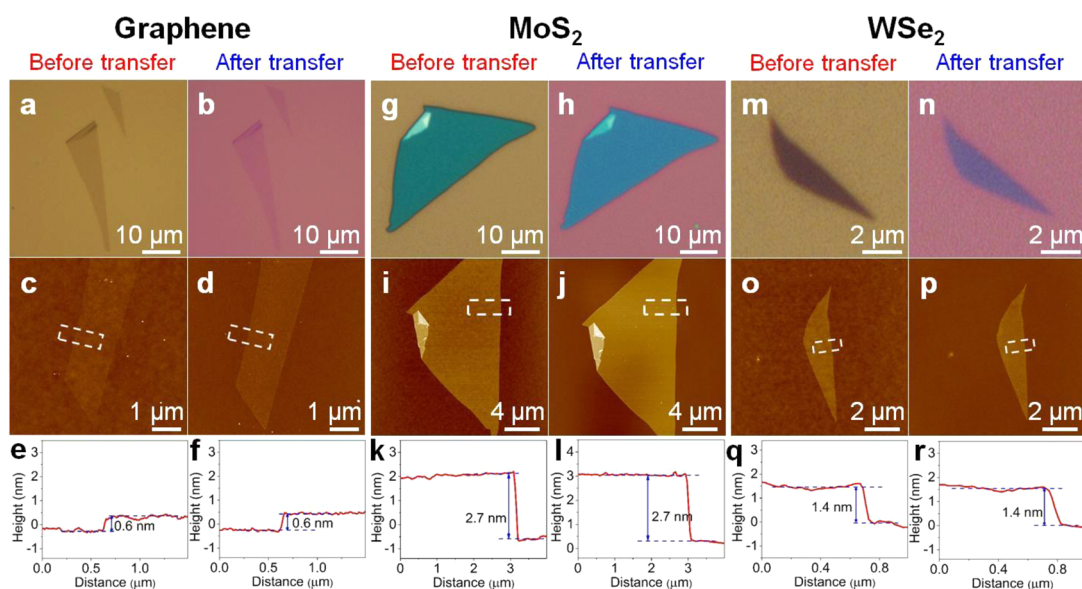 Graphene
MoS₂
WSe₂
Before transfer
After transfer
Before transfer
After transfer
Before transfer
After transfer
a
b
g
h
m
n
10 μm
10 μm
10 μm
10 μm
2 μm
2 μm
c
d
i
j
o
p
1 μm
1 μm
4 μm
4 μm
2 μm
2 μm
e
f
k
l
q
r
Height (nm)
3
2
1
0
-1
0.6 nm
0.0
0.5
1.0
Distance (μm)
3
2
1
0
-1
0.6 nm
0.0
0.5
1.0
Distance (μm)
Height (nm)
3
2
1
0
-1
2.7 nm
0
1
2
3
Distance (μm)
4
3
2
1
0
2.7 nm
0
1
2
3
4
Distance (μm)
Height (nm)
3
2
1
0
-1
1.4 nm
0.0
0.4
0.8
Distance (μm)
3
2
1
0
-1
1.4 nm
0.0
0.4
0.8
Distance (μm)